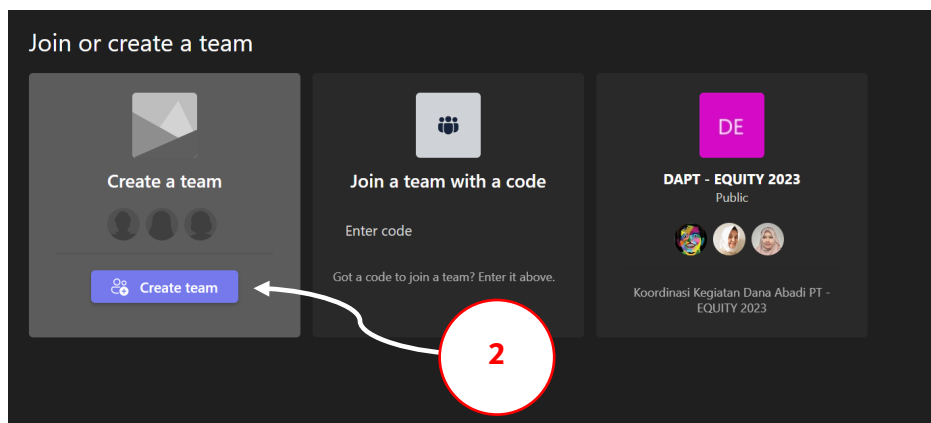 Join or create a team
Create a team
Create team
Join a team with a code
Enter code
Got a code to join a team? Enter it above.
DE
DAPT - EQUITY 2023
Public
Koordinasi Kegiatan Dana Abadi PT -
EQUITY 2023
2